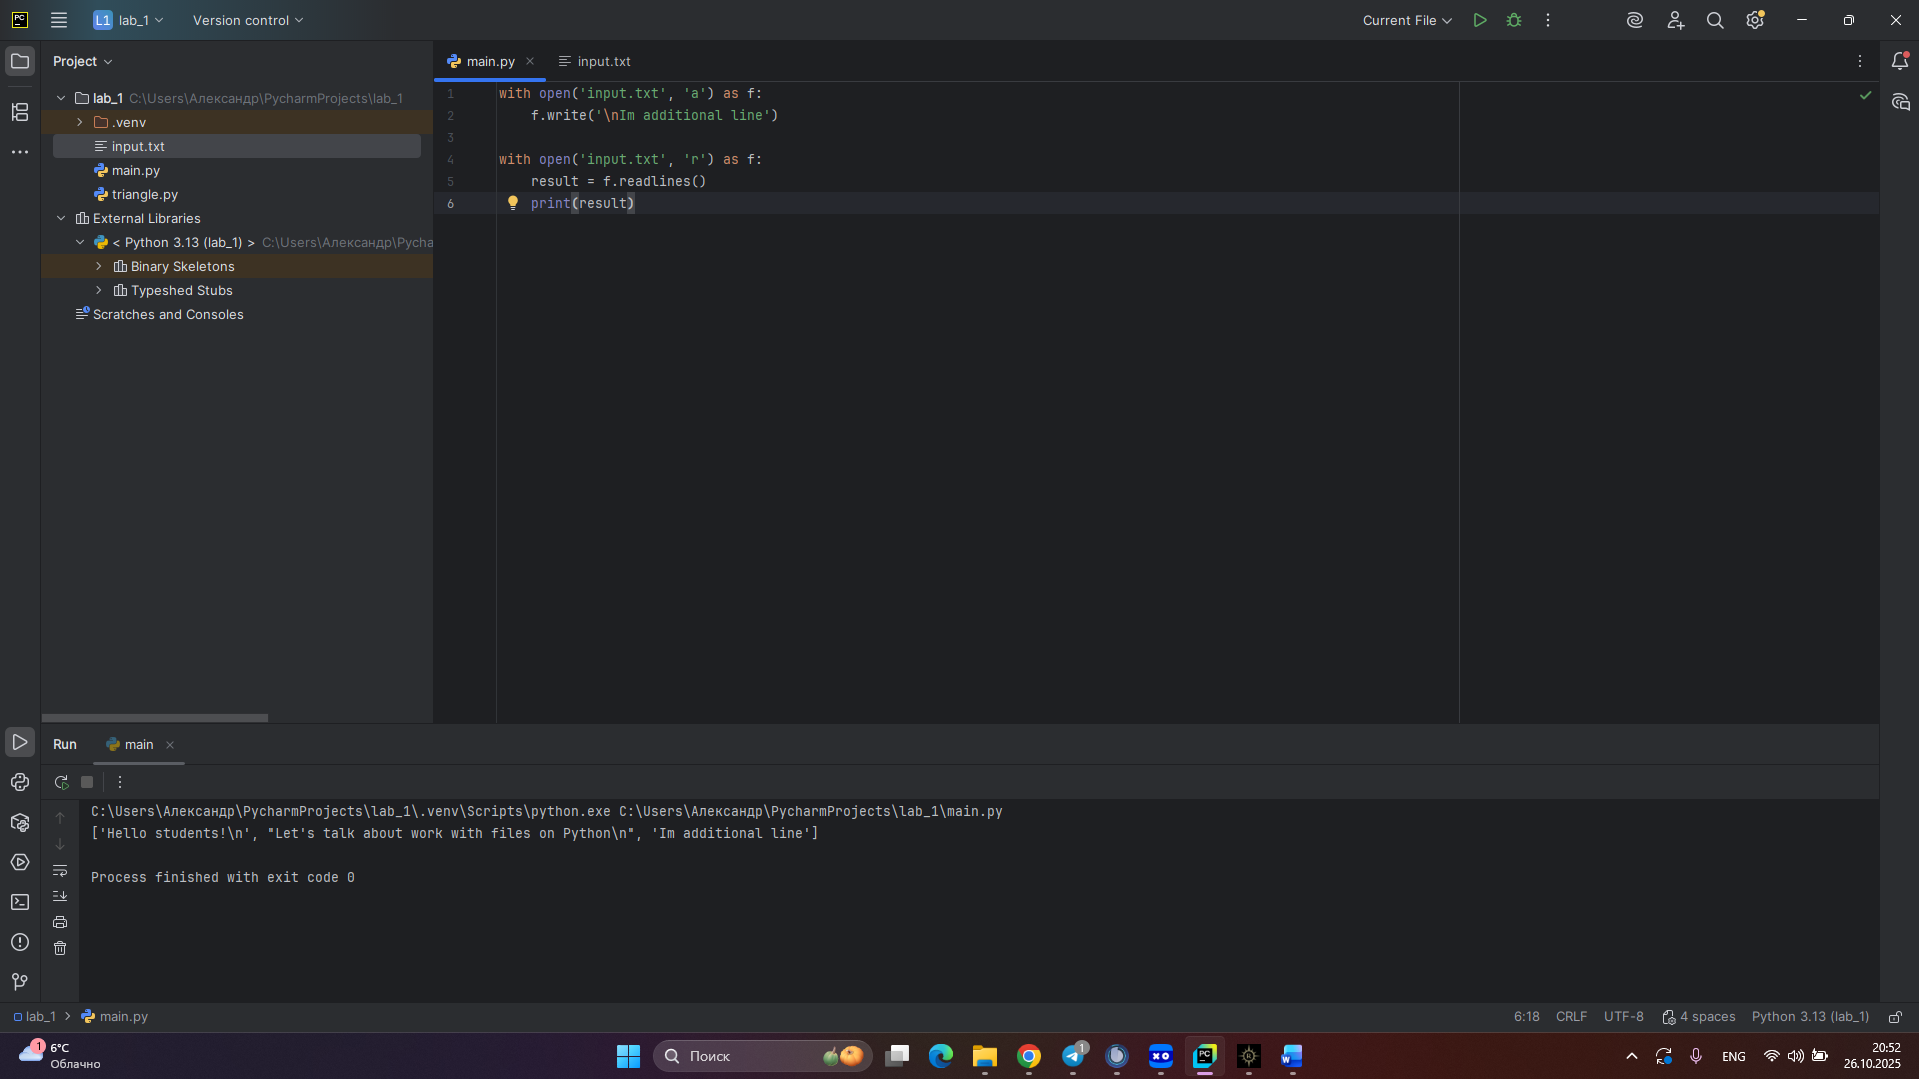 PC
L1 lab_1
Version control
Current File
Project
main.py
input.txt
lab_1 C:\Users\Александр\PycharmProjects\lab_1
.venv
input.txt
main.py
triangle.py
External Libraries
< Python 3.13 (lab_1) > C:\Users\Александр\Pycha
Binary Skeletons
Typeshed Stubs
Scratches and Consoles
1 with open('input.txt', 'a') as f:
2 f.write('\nIm additional line')
3
4 with open('input.txt', 'r') as f:
5 result = f.readlines()
6 print(result)
Run
main
C:\Users\Александр\PycharmProjects\lab_1\.venv\Scripts\python.exe C:\Users\Александр\PycharmProjects\lab_1\main.py
['Hello students!\n', "Let's talk about work with files on Python\n", 'Im additional line']
Process finished with exit code 0
lab_1 > main.py
6:18 CRLF UTF-8 4 spaces Python 3.13 (lab_1)
1
6°C
Облачно
Поиск
1
PC
W
ENG
20:52
26.10.2025